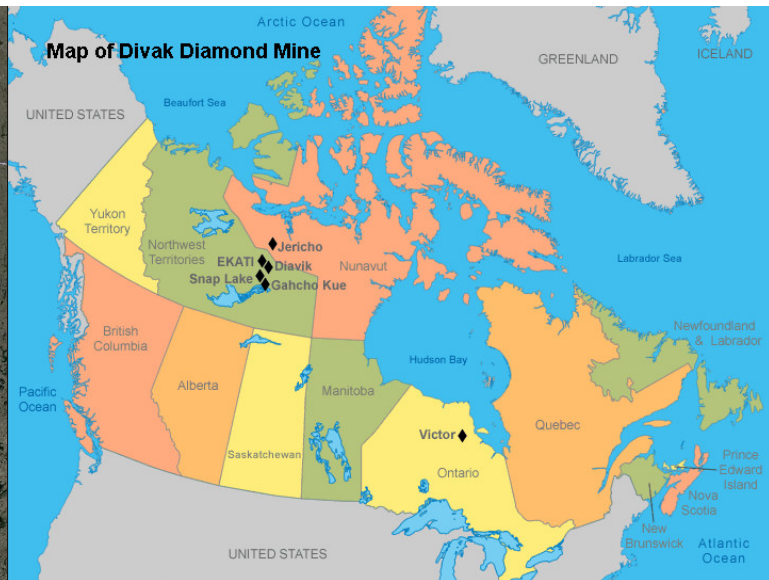 Arctic Ocean
Map of Divak Diamond Mine
GREENLAND
ICELAND
Beaufort Sea
UNITED STATES
Yukon
Territory
Northwest
Territories
Jericho
EKATI
Diavik
Nunavut
Snap Lake
Gahcho Kue
Labrador Sea
British
Columbia
Newfoundland
& Labrador
Hudson Bay
Alberta
Manitoba
Pacific
Ocean
Quebec
Victor
Saskatchewan
Ontario
Prince
Edward
Island
Nova
Scotia
New
Brunswick
Atlantic
Ocean
UNITED STATES